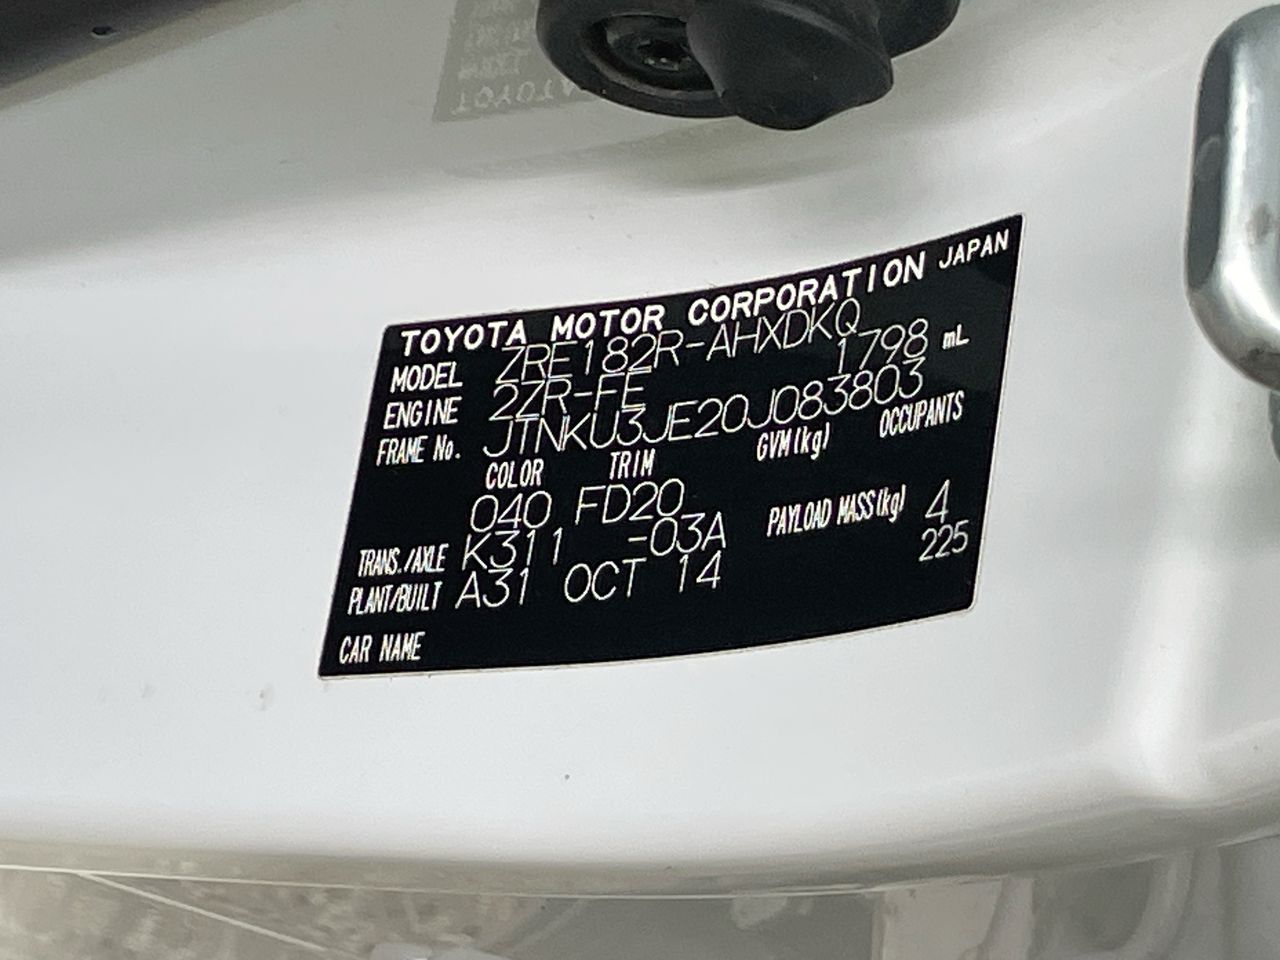 TOYOTA MOTOR CORPORATION JAPAN
MODEL ZRE182R-AHXDKQ
ENGINE 2ZR-FE 1798 mL
FRAME No. JTNKU3JE20J083803
COLOR TRIM GVM(kg) OCCUPANTS
040 FD20 4
TRANS./AXLE K311 -03A PAYLOAD MASS(kg) 225
PLANT/BUILT A31 OCT 14
CAR NAME